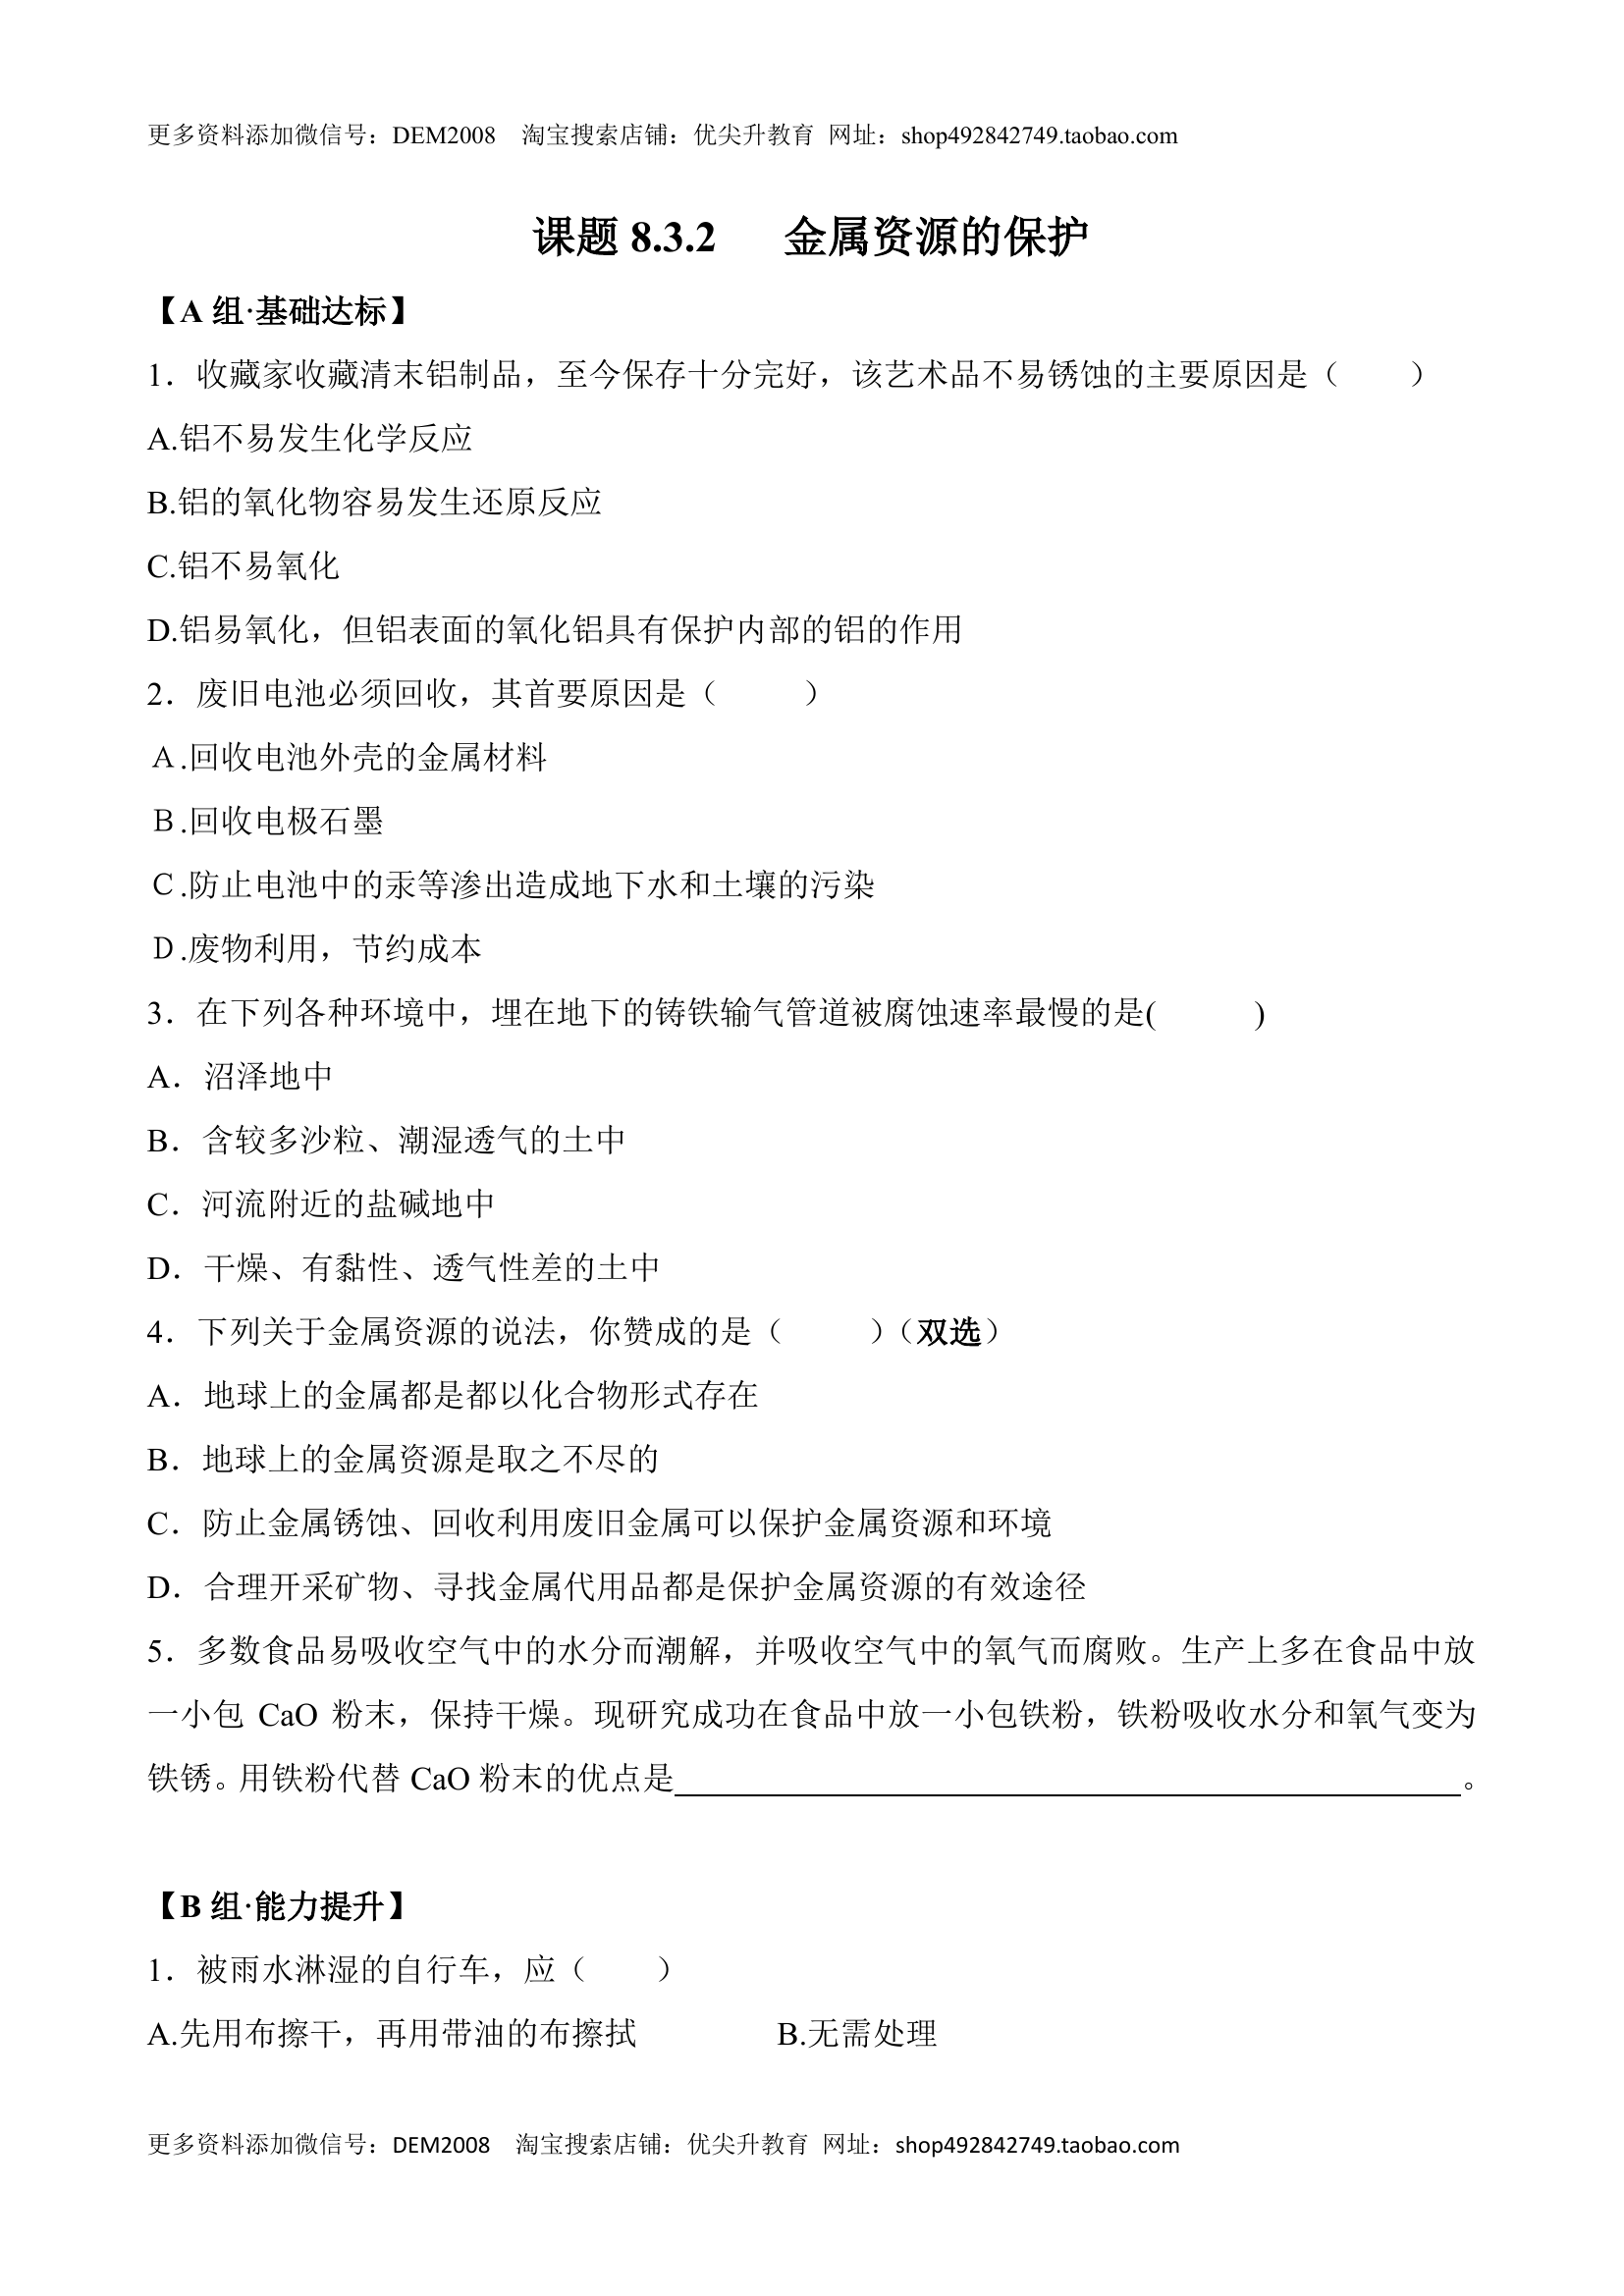 更多资料添加微信号：DEM2008　淘宝搜索店铺：优尖升教育 网址：shop492842749.taobao.com
课题 8.3.2　金属资源的保护
【A 组·基础达标】
1．收藏家收藏清末铝制品，至今保存十分完好，该艺术品不易锈蚀的主要原因是（　　）
A.铝不易发生化学反应
B.铝的氧化物容易发生还原反应
C.铝不易氧化
D.铝易氧化，但铝表面的氧化铝具有保护内部的铝的作用
2．废旧电池必须回收，其首要原因是（　　）
Ａ.回收电池外壳的金属材料
Ｂ.回收电极石墨
Ｃ.防止电池中的汞等渗出造成地下水和土壤的污染
Ｄ.废物利用，节约成本
3．在下列各种环境中，埋在地下的铸铁输气管道被腐蚀速率最慢的是(　　　)
A．沼泽地中
B．含较多沙粒、潮湿透气的土中
C．河流附近的盐碱地中
D．干燥、有黏性、透气性差的土中
4．下列关于金属资源的说法，你赞成的是（　　）（双选）
A．地球上的金属都是都以化合物形式存在
B．地球上的金属资源是取之不尽的
C．防止金属锈蚀、回收利用废旧金属可以保护金属资源和环境
D．合理开采矿物、寻找金属代用品都是保护金属资源的有效途径
5．多数食品易吸收空气中的水分而潮解，并吸收空气中的氧气而腐败。生产上多在食品中放
一小包 CaO 粉末，保持干燥。现研究成功在食品中放一小包铁粉，铁粉吸收水分和氧气变为
铁锈。用铁粉代替 CaO 粉末的优点是________________________________________________。
【B 组·能力提升】
1．被雨水淋湿的自行车，应（　　）
A.先用布擦干，再用带油的布擦拭　　　　B.无需处理
更多资料添加微信号：DEM2008　淘宝搜索店铺：优尖升教育 网址：shop492842749.taobao.com